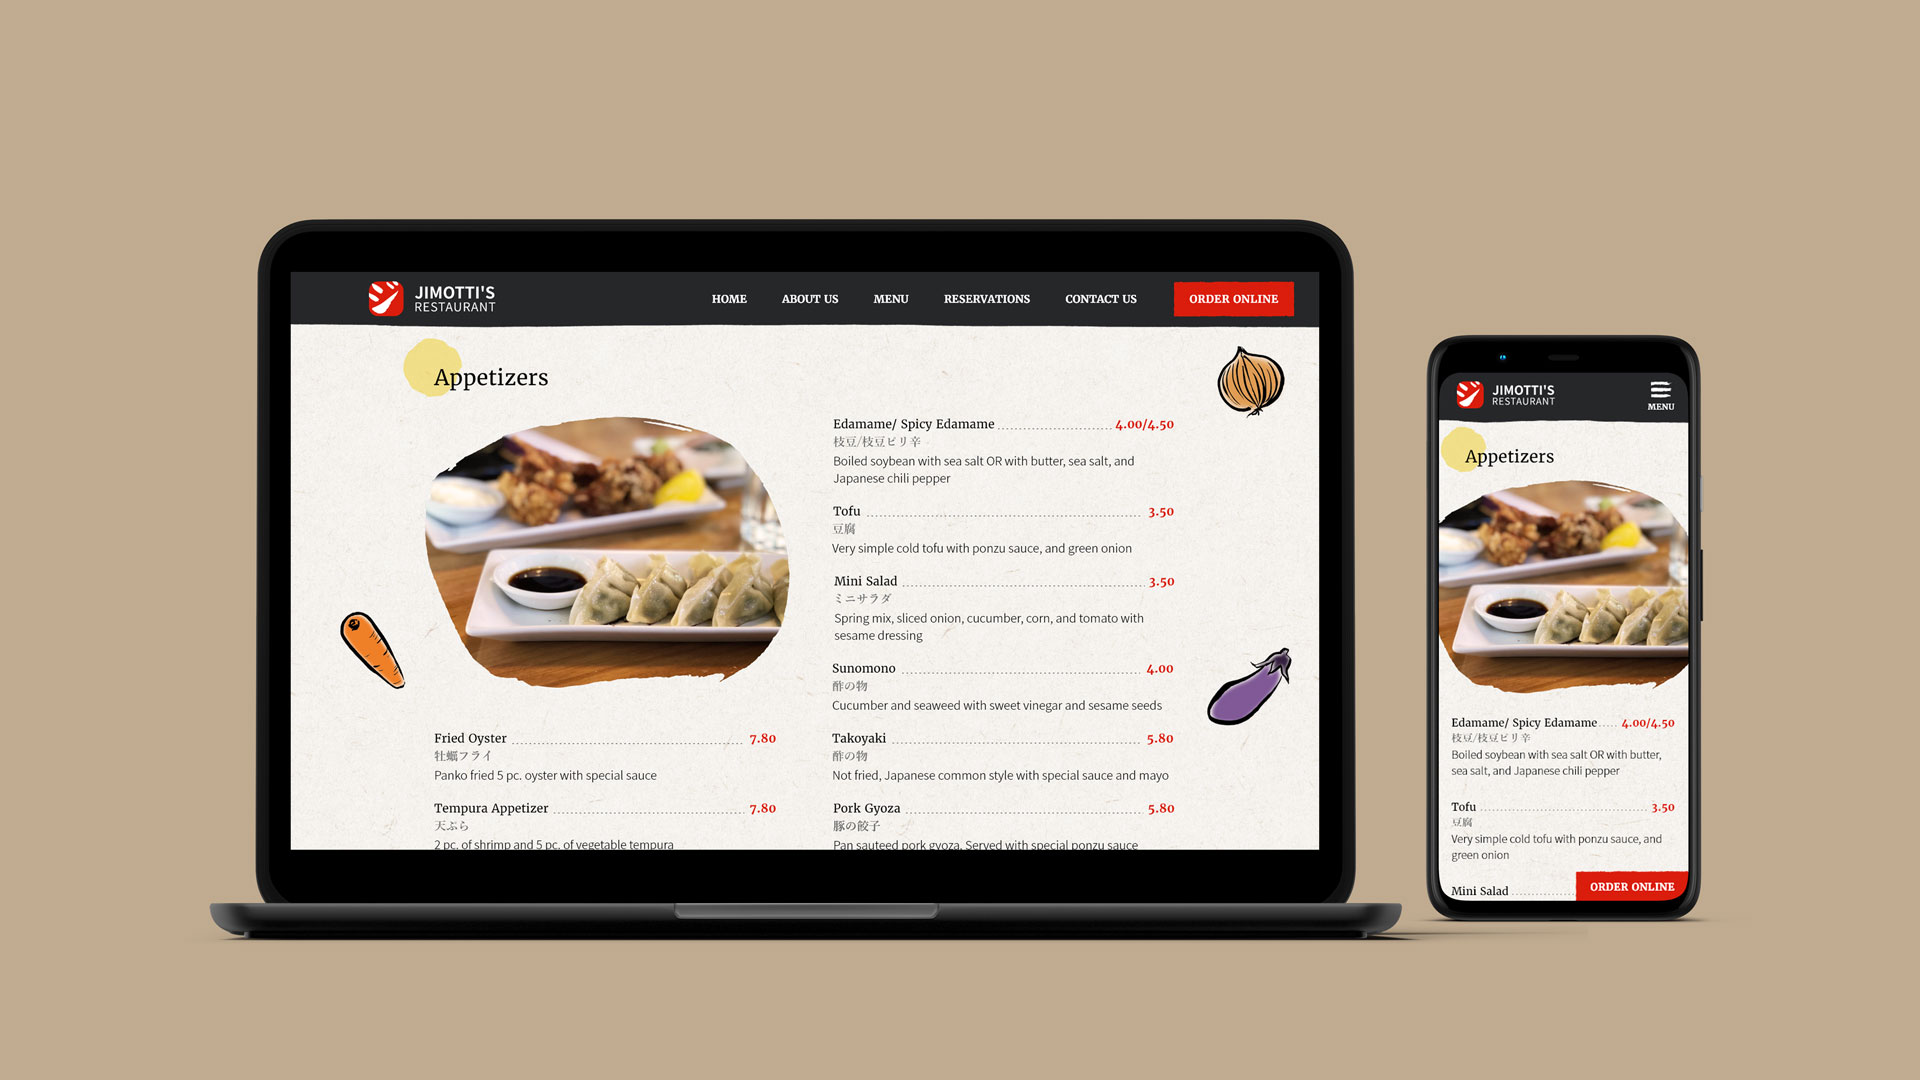 JIMOTTI'S
RESTAURANT
HOME
ABOUT US
MENU
RESERVATIONS
CONTACT US
ORDER ONLINE
Appetizers
Fried Oyster 7.80
牡蠣フライ
Panko fried 5 pc. oyster with special sauce
Tempura Appetizer 7.80
天ぷら
2 pc. of shrimp and 5 pc. of vegetable tempura
Edamame/ Spicy Edamame 4.00/4.50
枝豆/枝豆ピリ辛
Boiled soybean with sea salt OR with butter, sea salt, and
Japanese chili pepper
Tofu 3.50
豆腐
Very simple cold tofu with ponzu sauce, and green onion
Mini Salad 3.50
ミニサラダ
Spring mix, sliced onion, cucumber, corn, and tomato with
sesame dressing
Sunomono 4.00
酢の物
Cucumber and seaweed with sweet vinegar and sesame seeds
Takoyaki 5.80
酢の物
Not fried, Japanese common style with special sauce and mayo
Pork Gyoza 5.80
豚の餃子
Pan sauteed pork gyoza. Served with special ponzu sauce
JIMOTTI'S
RESTAURANT
MENU
Appetizers
Edamame/ Spicy Edamame 4.00/4.50
枝豆/枝豆ピリ辛
Boiled soybean with sea salt OR with butter,
sea salt, and Japanese chili pepper
Tofu 3.50
豆腐
Very simple cold tofu with ponzu sauce, and
green onion
Mini Salad
ORDER ONLINE